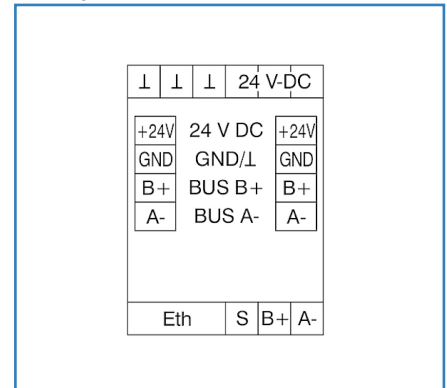 ⊥ ⊥ ⊥ 24 V-DC
+24V 24 V DC +24V
GND GND/⊥ GND
B+ BUS B+ B+
A- BUS A- A-
Eth S B+ A-